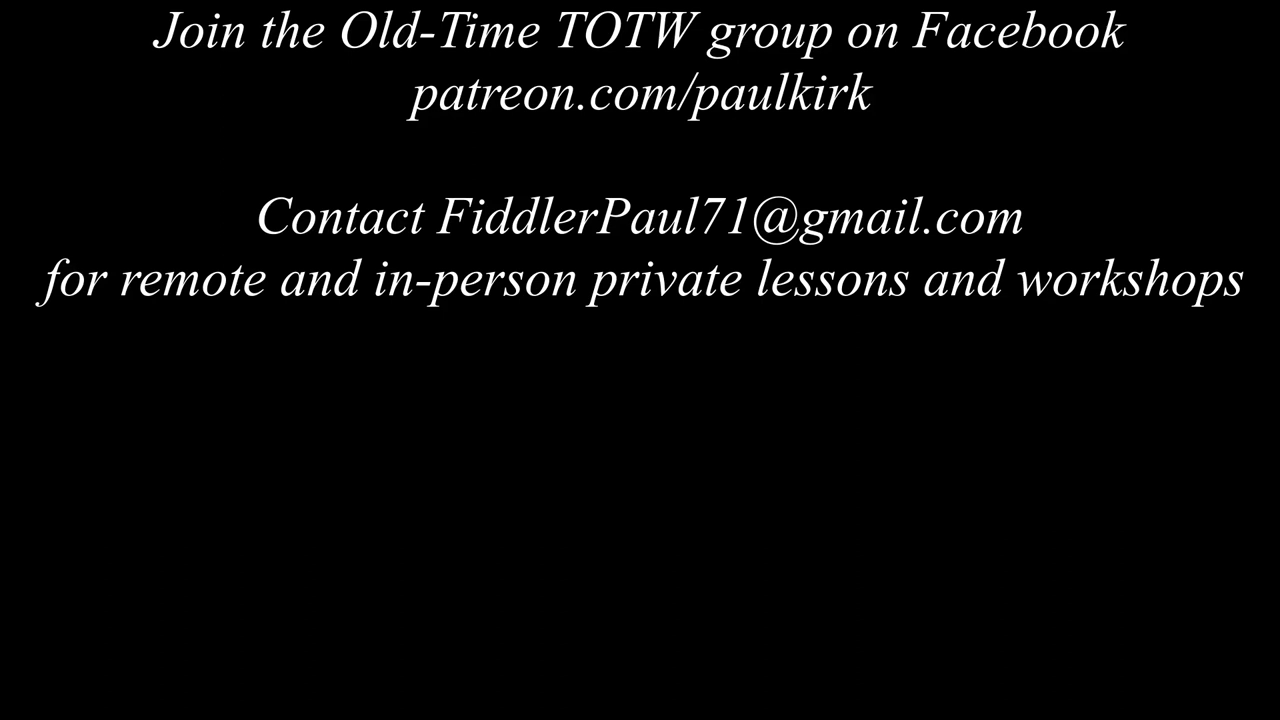 Join the Old-Time TOTW group on Facebook
patreon.com/paulkirk
Contact FiddlerPaul71@gmail.com
for remote and in-person private lessons and workshops